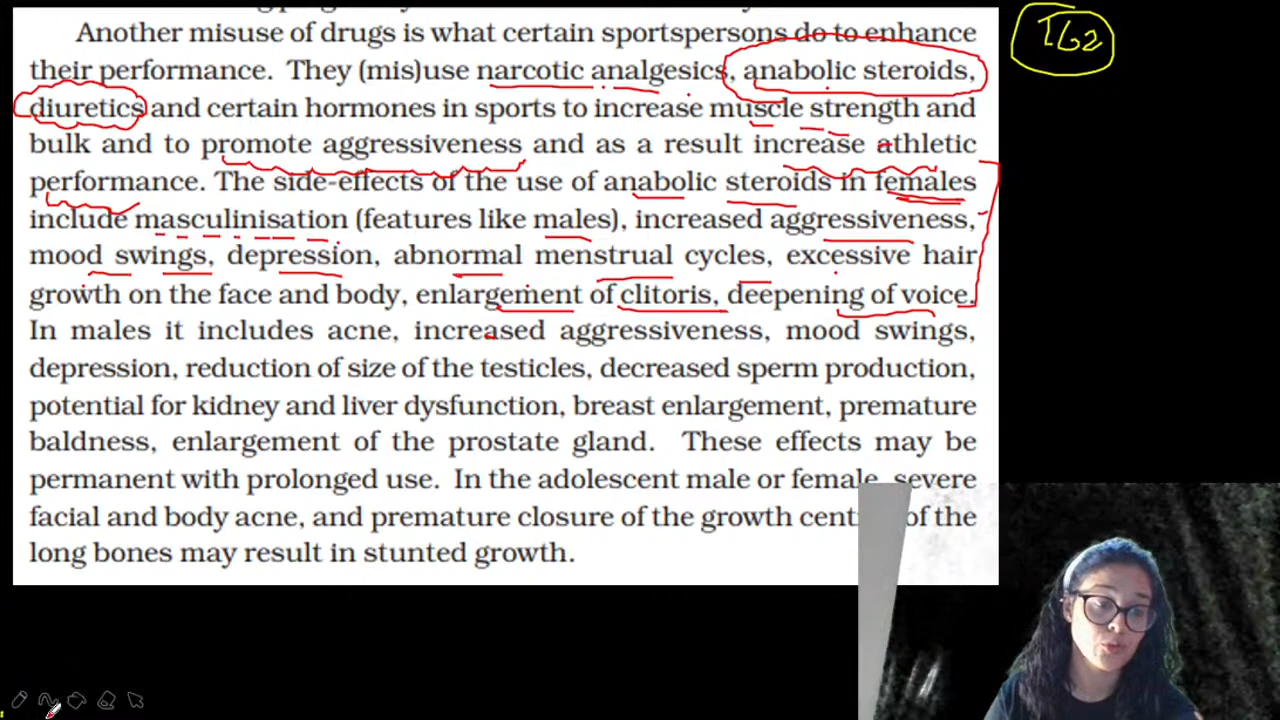 Another misuse of drugs is what certain sportspersons do to enhance
their performance. They (mis)use narcotic analgesics, anabolic steroids,
diuretics and certain hormones in sports to increase muscle strength and
bulk and to promote aggressiveness and as a result increase athletic
performance. The side-effects of the use of anabolic steroids in females
include masculinisation (features like males), increased aggressiveness,
mood swings, depression, abnormal menstrual cycles, excessive hair
growth on the face and body, enlargement of clitoris, deepening of voice.
In males it includes acne, increased aggressiveness, mood swings,
depression, reduction of size of the testicles, decreased sperm production,
potential for kidney and liver dysfunction, breast enlargement, premature
baldness, enlargement of the prostate gland. These effects may be
permanent with prolonged use. In the adolescent male or female, severe
facial and body acne, and premature closure of the growth cent of the
long bones may result in stunted growth.